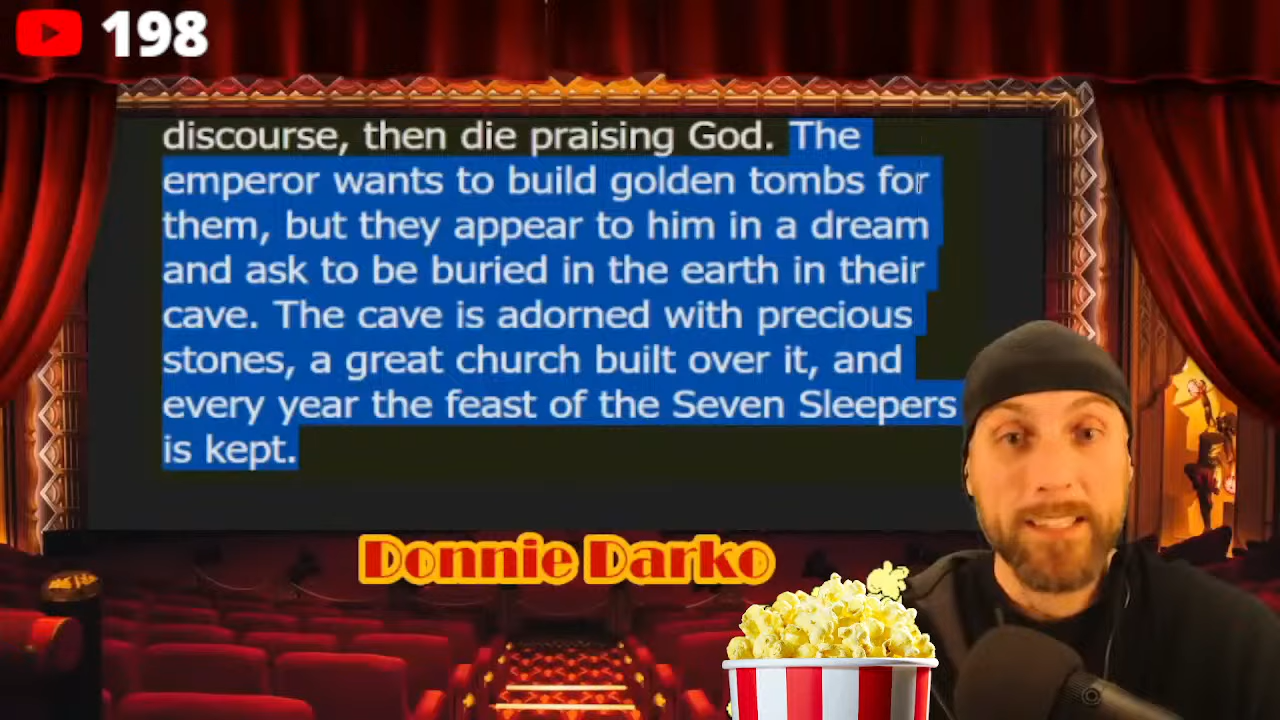 198
discourse, then die praising God. The
emperor wants to build golden tombs for
them, but they appear to him in a dream
and ask to be buried in the earth in their
cave. The cave is adorned with precious
stones, a great church built over it, and
every year the feast of the Seven Sleepers
is kept.
Donnie Darko